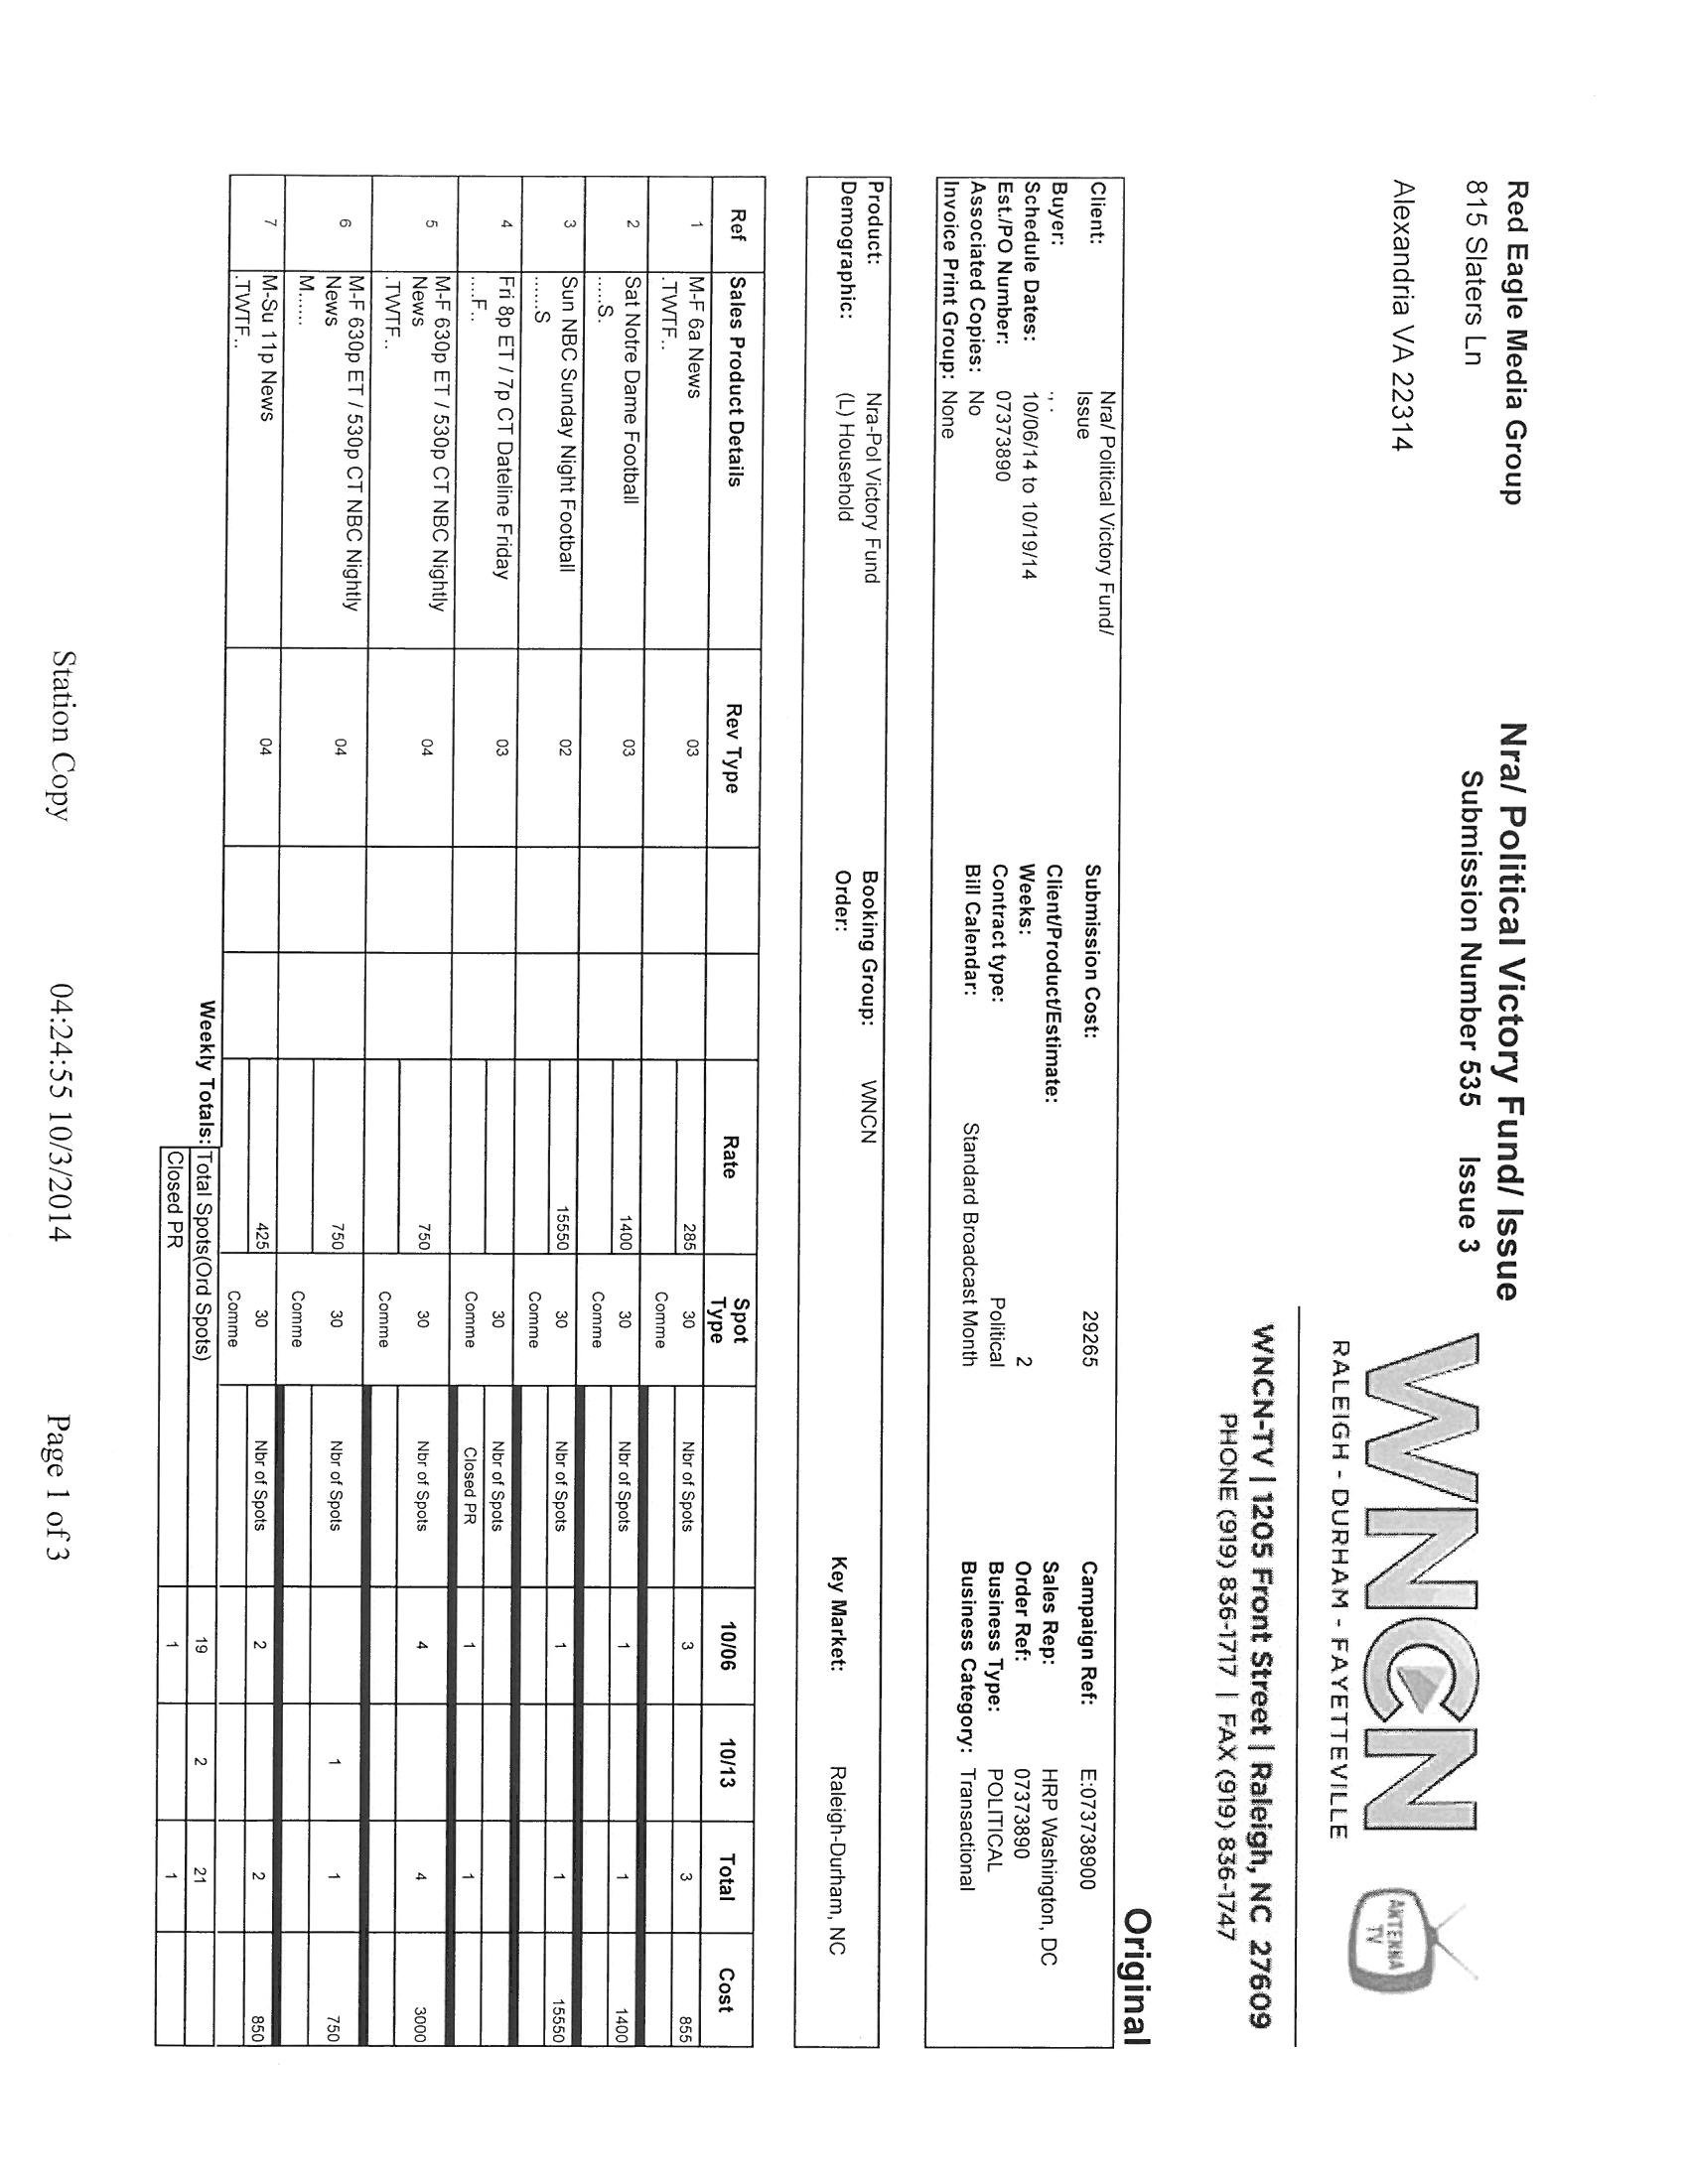 Red Eagle Media Group
815 Slaters Ln
Alexandria VA 22314
Nra/ Political Victory Fund/ Issue
Submission Number 535 Issue 3
WNCN
RALEIGH - DURHAM - FAYETTEVILLE
ANTENNA TV
WNCN-TV | 1205 Front Street | Raleigh, NC 27609
PHONE (919) 836-1717 | FAX (919) 836-1747
Original
Client: Nra/ Political Victory Fund/ Submission Cost: 29265 Campaign Ref: E:073738900
Issue
Buyer: ., . Client/Product/Estimate: Sales Rep: HRP Washington, DC
Schedule Dates: 10/06/14 to 10/19/14 Weeks: 2 Order Ref: 07373890
Est./PO Number: 07373890 Contract type: Political Business Type: POLITICAL
Associated Copies: No Bill Calendar: Standard Broadcast Month Business Category: Transactional
Invoice Print Group: None
Product: Nra-Pol Victory Fund Booking Group: WNCN Key Market: Raleigh-Durham, NC
Demographic: (L) Household Order:
Ref Sales Product Details Rev Type Rate Spot Type 10/06 10/13 Total Cost
1 M-F 6a News 03 285 30 Nbr of Spots 3 3 855
.TWTF.. Comme
2 Sat Notre Dame Football 03 1400 30 Nbr of Spots 1 1 1400
.....S. Comme
3 Sun NBC Sunday Night Football 02 15550 30 Nbr of Spots 1 1 15550
......S Comme
4 Fri 8p ET / 7p CT Dateline Friday 03 30 Nbr of Spots
....F.. Comme Closed PR 1 1
5 M-F 630p ET / 530p CT NBC Nightly 04 750 30 Nbr of Spots 4 4 3000
News
.TWTF.. Comme
6 M-F 630p ET / 530p CT NBC Nightly 04 750 30 Nbr of Spots 1 1 750
News
M...... Comme
7 M-Su 11p News 04 425 30 Nbr of Spots 2 2 850
.TWTF.. Comme
Weekly Totals: Total Spots(Ord Spots) 19 2 21
Closed PR 1 1
Station Copy 04:24:55 10/3/2014 Page 1 of 3